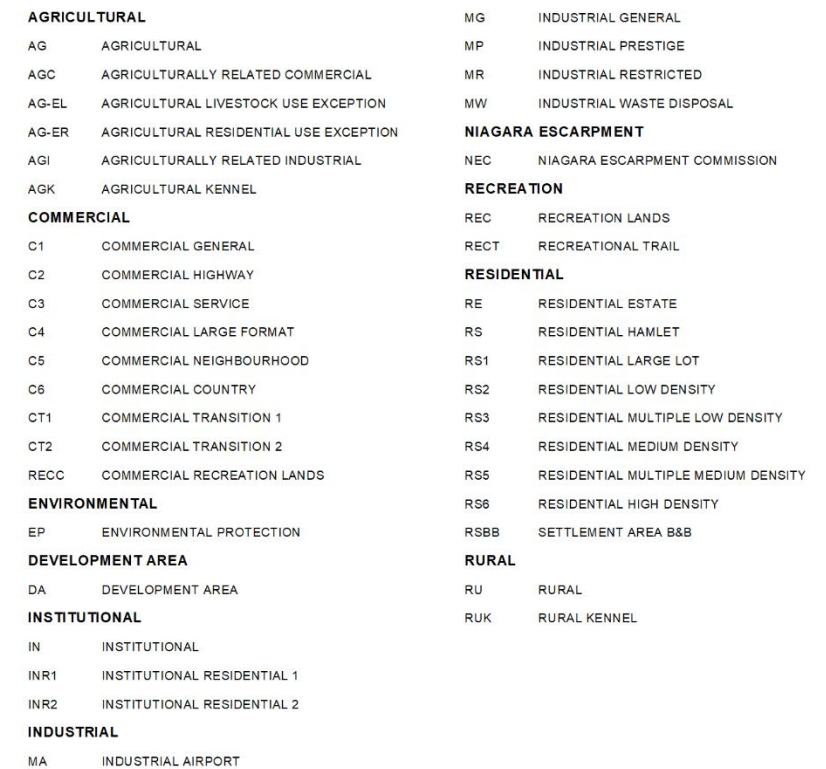 AGRICULTURAL
AG AGRICULTURAL
AGC AGRICULTURALLY RELATED COMMERCIAL
AG-EL AGRICULTURAL LIVESTOCK USE EXCEPTION
AG-ER AGRICULTURAL RESIDENTIAL USE EXCEPTION
AGI AGRICULTURALLY RELATED INDUSTRIAL
AGK AGRICULTURAL KENNEL
COMMERCIAL
C1 COMMERCIAL GENERAL
C2 COMMERCIAL HIGHWAY
C3 COMMERCIAL SERVICE
C4 COMMERCIAL LARGE FORMAT
C5 COMMERCIAL NEIGHBOURHOOD
C6 COMMERCIAL COUNTRY
CT1 COMMERCIAL TRANSITION 1
CT2 COMMERCIAL TRANSITION 2
RECC COMMERCIAL RECREATION LANDS
ENVIRONMENTAL
EP ENVIRONMENTAL PROTECTION
DEVELOPMENT AREA
DA DEVELOPMENT AREA
INSTITUTIONAL
IN INSTITUTIONAL
INR1 INSTITUTIONAL RESIDENTIAL 1
INR2 INSTITUTIONAL RESIDENTIAL 2
INDUSTRIAL
MA INDUSTRIAL AIRPORT
MG INDUSTRIAL GENERAL
MP INDUSTRIAL PRESTIGE
MR INDUSTRIAL RESTRICTED
MW INDUSTRIAL WASTE DISPOSAL
NIAGARA ESCARPMENT
NEC NIAGARA ESCARPMENT COMMISSION
RECREATION
REC RECREATION LANDS
RECT RECREATIONAL TRAIL
RESIDENTIAL
RE RESIDENTIAL ESTATE
RS RESIDENTIAL HAMLET
RS1 RESIDENTIAL LARGE LOT
RS2 RESIDENTIAL LOW DENSITY
RS3 RESIDENTIAL MULTIPLE LOW DENSITY
RS4 RESIDENTIAL MEDIUM DENSITY
RS5 RESIDENTIAL MULTIPLE MEDIUM DENSITY
RS6 RESIDENTIAL HIGH DENSITY
RSBB SETTLEMENT AREA B&B
RURAL
RU RURAL
RUK RURAL KENNEL